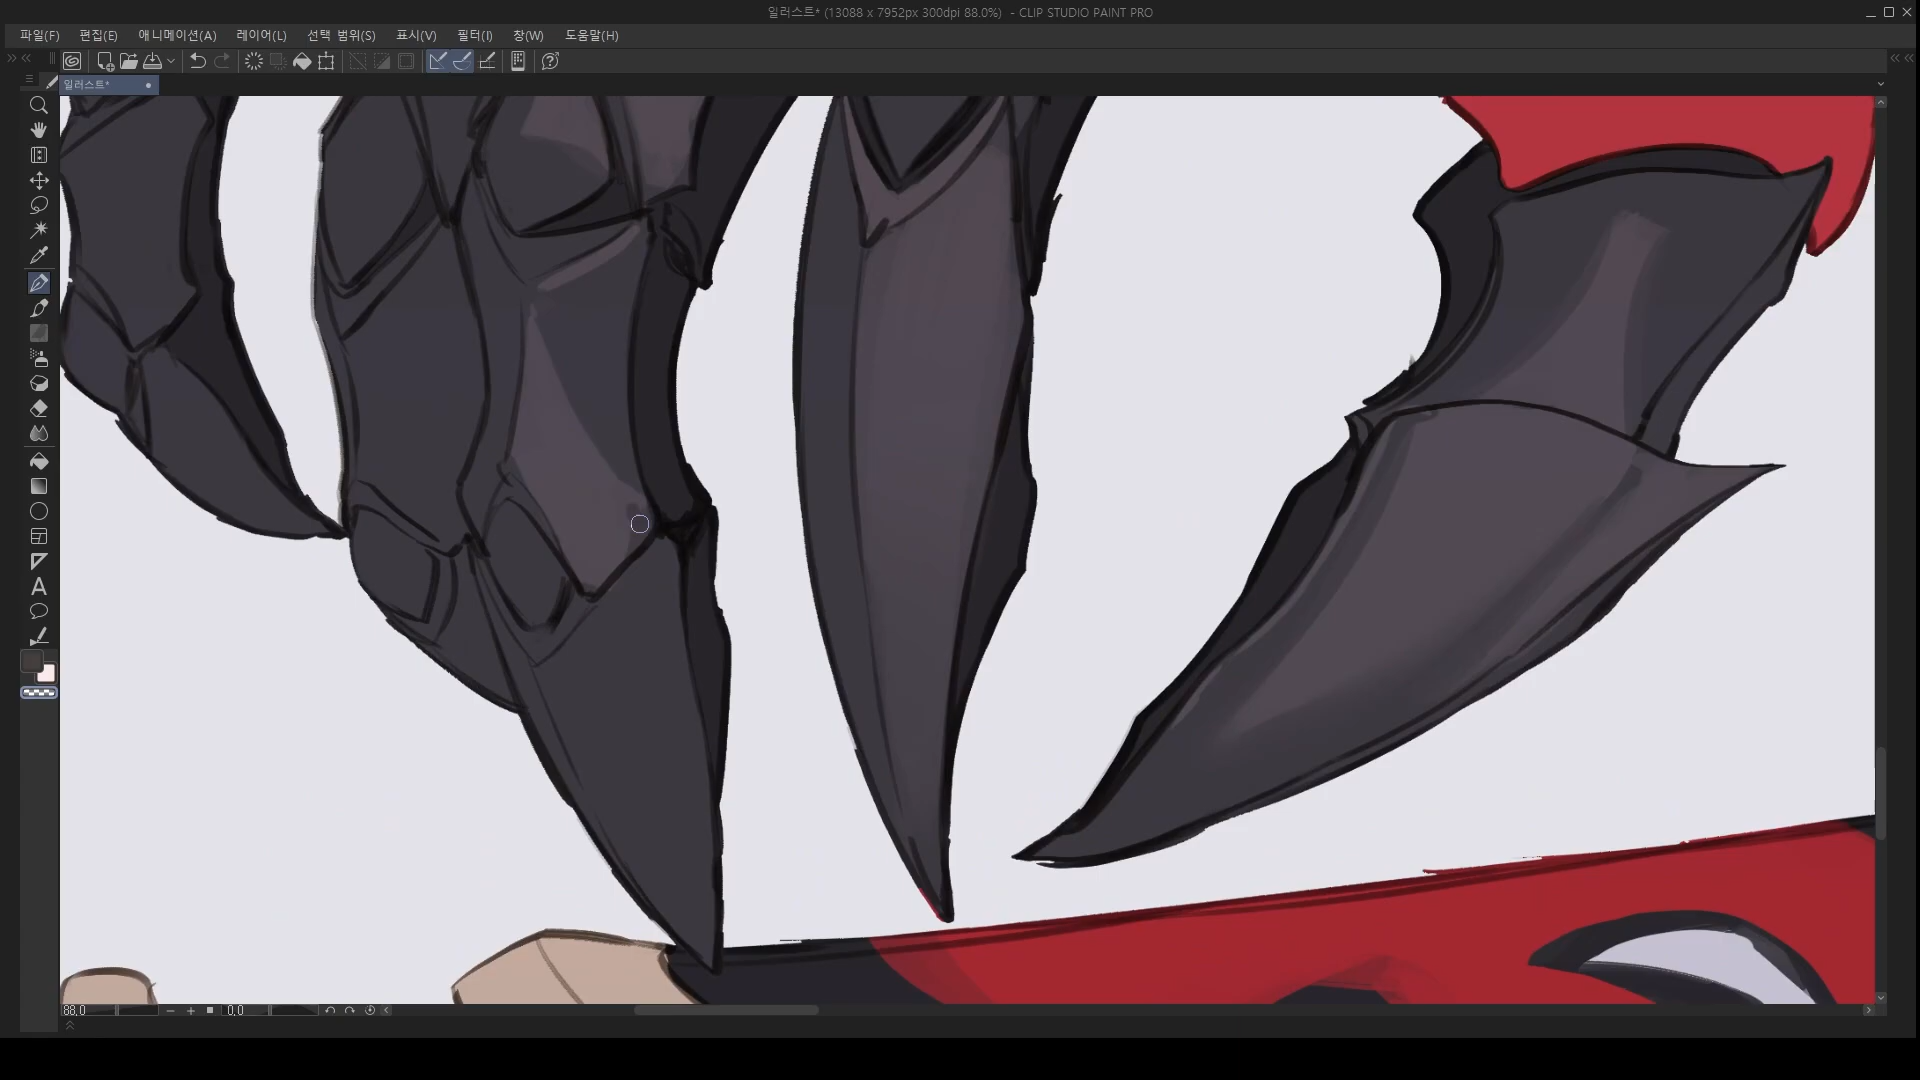 일러스트* (13088 x 7952px 300dpi 88.0%) - CLIP STUDIO PAINT PRO
파일(F) 편집(E) 애니메이션(A) 레이어(L) 선택 범위(S) 표시(V) 필터(I) 창(W) 도움말(H)
일러스트*
88.0
0.0